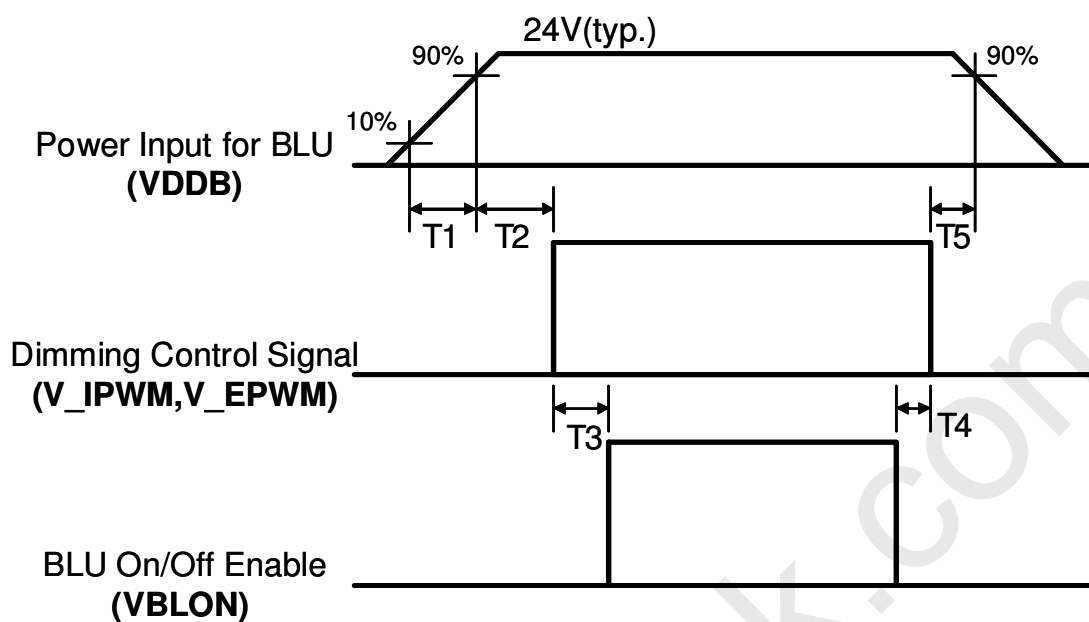 24V(typ.)
90%
90%
10%
Power Input for BLU
(VDDB)
T1
T2
T5
Dimming Control Signal
(V_IPWM,V_EPWM)
T3
T4
BLU On/Off Enable
(VBLON)
k.com